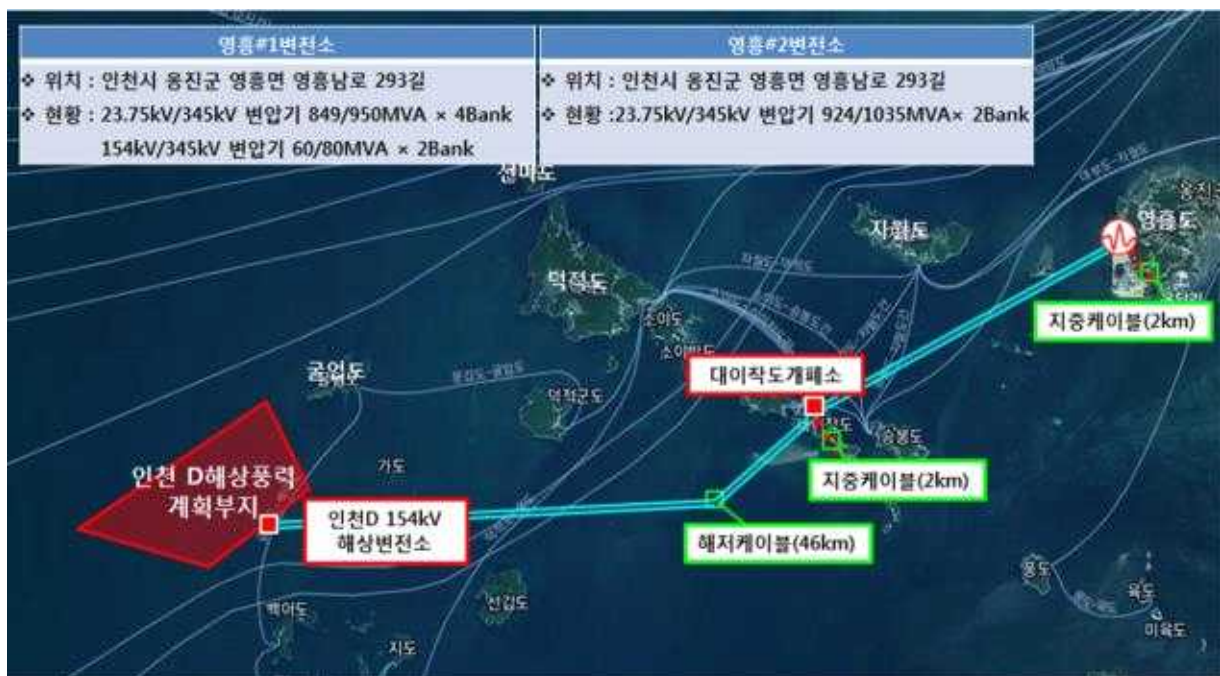 영흥#1변전소
❖ 위치 : 인천시 옹진군 영흥면 영흥남로 293길
❖ 현황 : 23.75kV/345kV 변압기 849/950MVA × 4Bank
154kV/345kV 변압기 60/80MVA × 2Bank
영흥#2변전소
❖ 위치 : 인천시 옹진군 영흥면 영흥남로 293길
❖ 현황 :23.75kV/345kV 변압기 924/1035MVA× 2Bank
선미도
자월도
옹진군
영흥도
덕적도
소야도
지중케이블(2km)
대이작도개폐소
굴업도
덕적군도
승봉도
인천 D해상풍력
계획부지
가도
지중케이블(2km)
인천D 154kV
해상변전소
해저케이블(46km)
풍도
육도
미육도
선갑도
백아도
지도